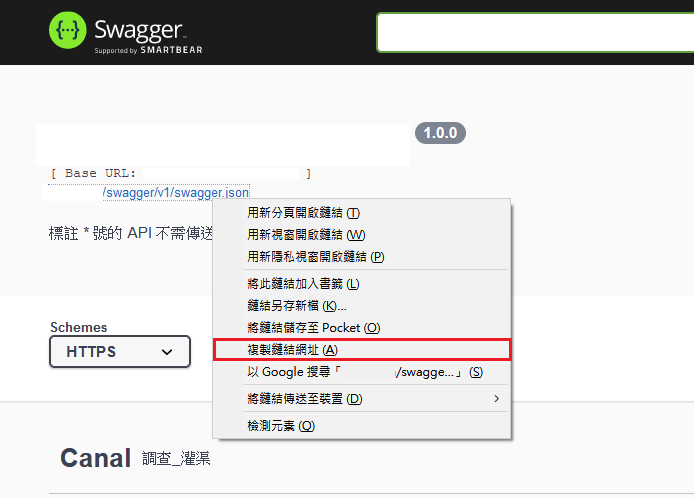 Swagger
Supported by SMARTBEAR
1.0.0
[ Base URL: ]
/swagger/v1/swagger.json
標註 * 號的 API 不需傳送
用新分頁開啟鏈結 (T)
用新視窗開啟鏈結 (W)
用新隱私視窗開啟鏈結 (P)
將此鏈結加入書籤 (L)
鏈結另存新檔 (K)...
將鏈結儲存至 Pocket (O)
複製鏈結網址 (A)
以 Google 搜尋「 /swagge...」 (S)
將鏈結傳送至裝置 (D)
檢測元素 (Q)
Schemes
HTTPS
Canal 調查_灌渠